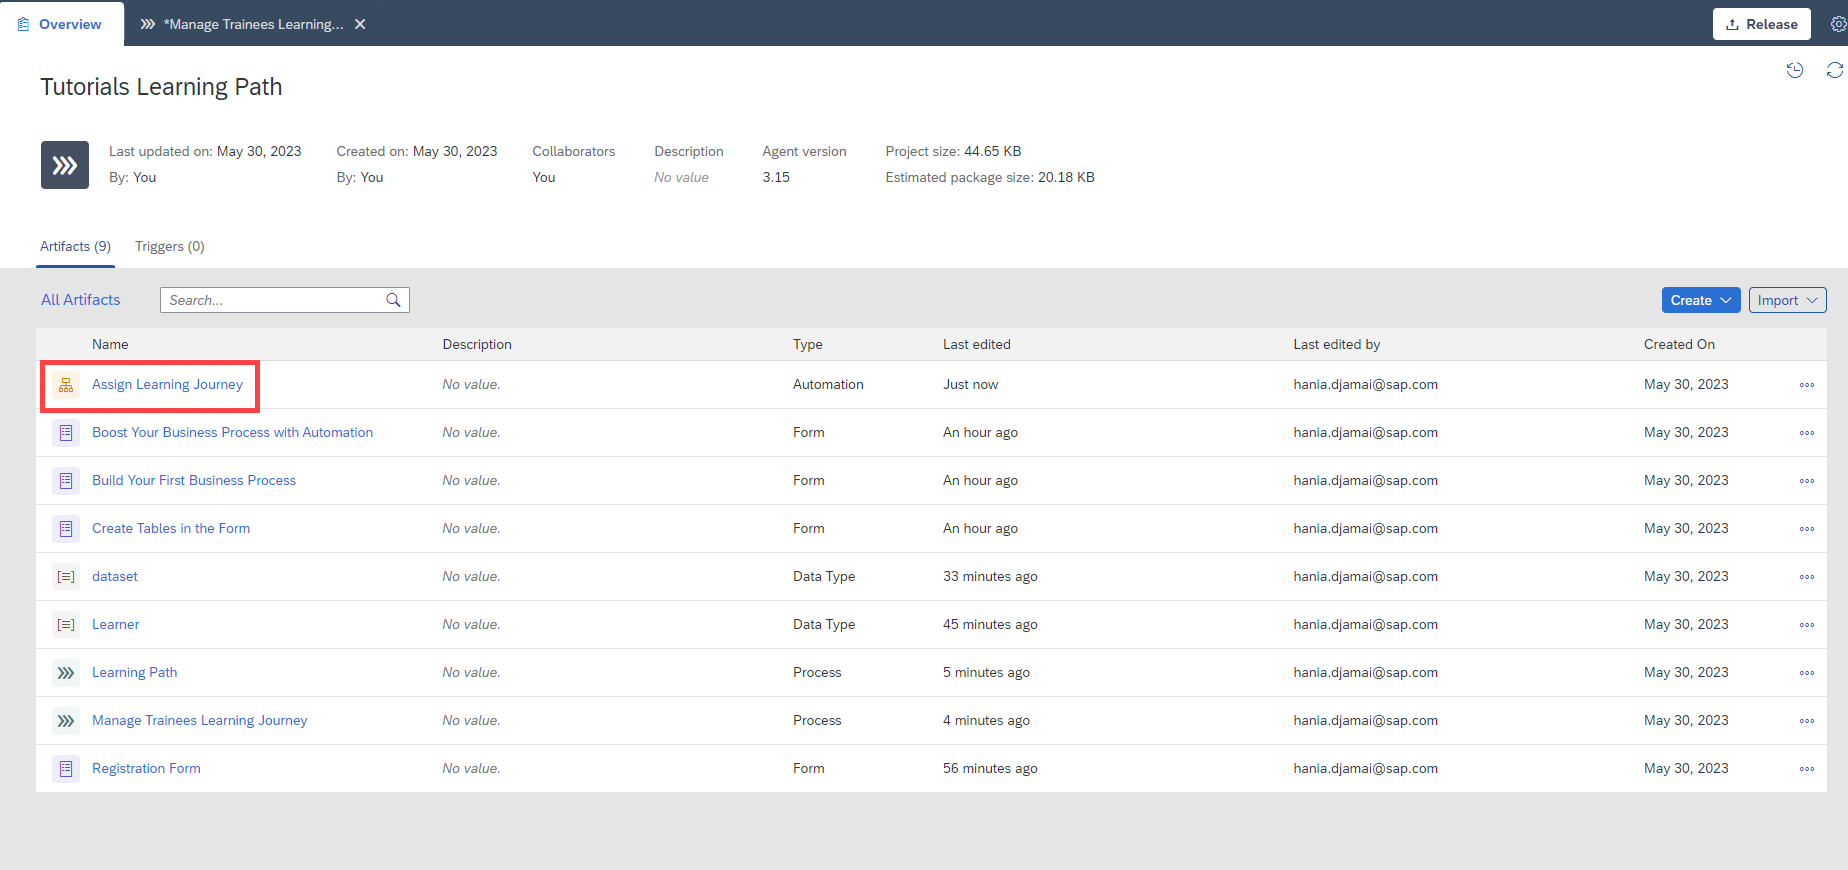 Overview
*Manage Trainees Learning...
Release
Tutorials Learning Path
Last updated on: May 30, 2023 Created on: May 30, 2023 Collaborators Description Agent version Project size: 44.65 KB
By: You By: You You No value 3.15 Estimated package size: 20.18 KB
Artifacts (9) Triggers (0)
All Artifacts Search... Create Import
Name Description Type Last edited Last edited by Created On
Assign Learning Journey No value. Automation Just now hania.djamai@sap.com May 30, 2023
Boost Your Business Process with Automation No value. Form An hour ago hania.djamai@sap.com May 30, 2023
Build Your First Business Process No value. Form An hour ago hania.djamai@sap.com May 30, 2023
Create Tables in the Form No value. Form An hour ago hania.djamai@sap.com May 30, 2023
dataset No value. Data Type 33 minutes ago hania.djamai@sap.com May 30, 2023
Learner No value. Data Type 45 minutes ago hania.djamai@sap.com May 30, 2023
Learning Path No value. Process 5 minutes ago hania.djamai@sap.com May 30, 2023
Manage Trainees Learning Journey No value. Process 4 minutes ago hania.djamai@sap.com May 30, 2023
Registration Form No value. Form 56 minutes ago hania.djamai@sap.com May 30, 2023